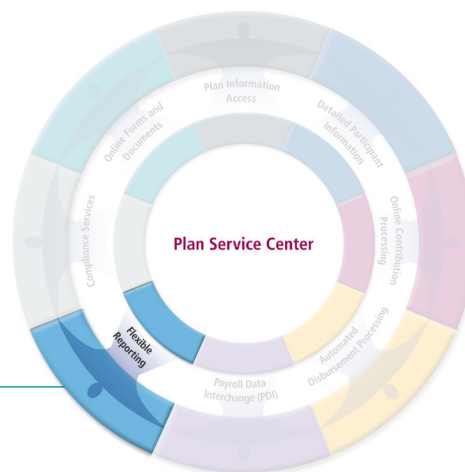 Plan Information
Access
Detailed Participant
Information
Online Contribution
Processing
Automated
Disbursement Processing
Payroll Data
Interchange (PDI)
Flexible
Reporting
Compliance Services
Online Forms and
Documents
Plan Service Center